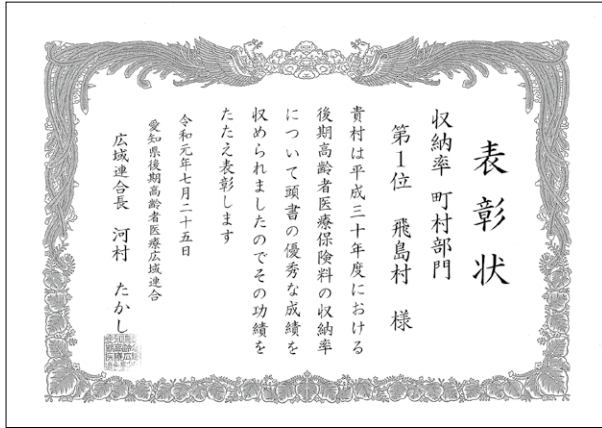 表彰状
収納率 町村部門
第1位 飛島村 様
貴村は平成三十年度における
後期高齢者医療保険料の収納率
について頭書の優秀な成績を
収められましたのでその功績を
たたえ表彰します
令和元年七月二十五日
愛知県後期高齢者医療広域連合
広域連合長 河村 たかし